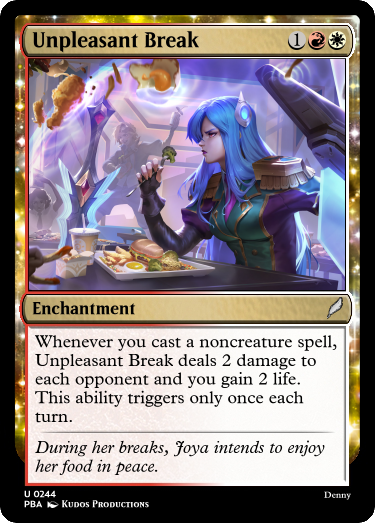 Unpleasant Break 1
Enchantment
Whenever you cast a noncreature spell,
Unpleasant Break deals 2 damage to
each opponent and you gain 2 life.
This ability triggers only once each
turn.
During her breaks, Joya intends to enjoy
her food in peace.
U 0244
Denny
PBA Kudos Productions